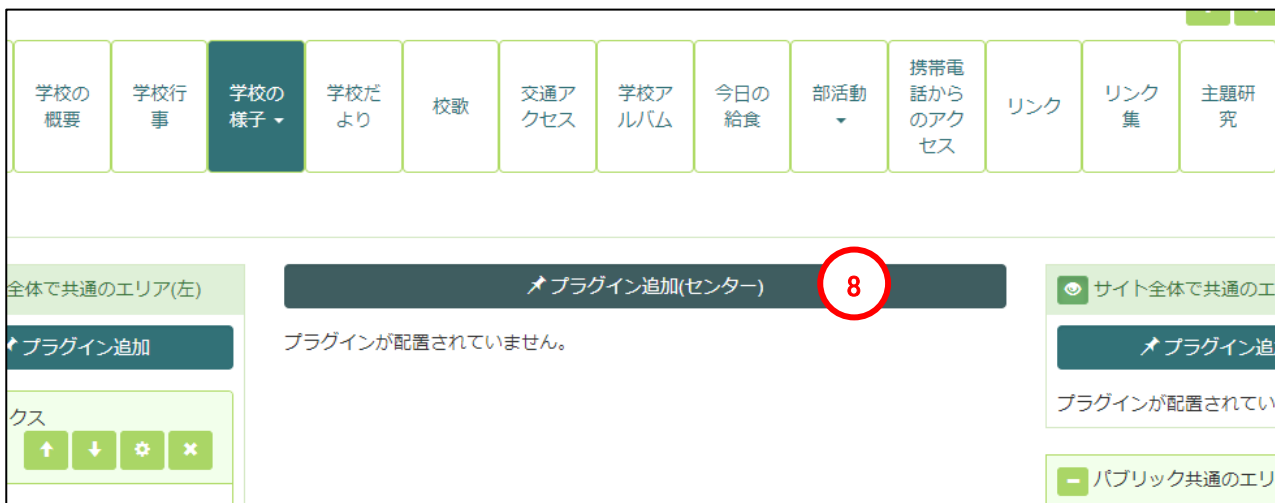 学校の
概要
学校行
事
学校の
様子
学校だ
より
校歌
交通ア
クセス
学校ア
ルバム
今日の
給食
部活動
携帯電
話から
のアク
セス
リンク
リンク
集
主題研
究
全体で共通のエリア(左)
プラグイン追加
クス
プラグイン追加(センター)
8
プラグインが配置されていません。
サイト全体で共通のエ
プラグイン追
プラグインが配置されてい
パブリック共通のエリ